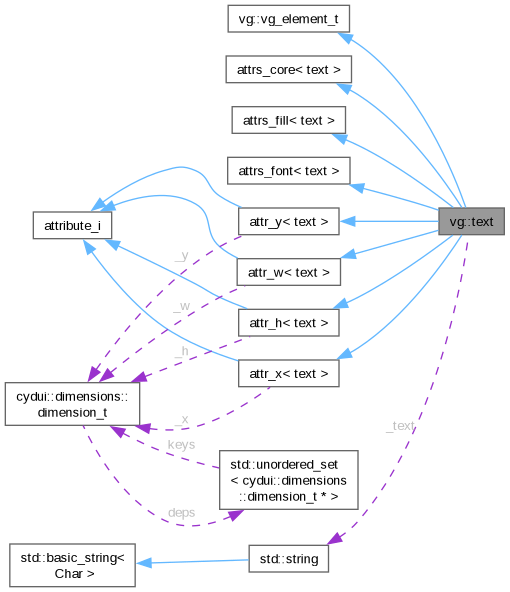 vg::vg_element_t
attrs_core< text >
attrs_fill< text >
attrs_font< text >
attribute_i
attr_y< text >
vg::text
_y
attr_w< text >
_w
attr_h< text >
_h
attr_x< text >
cydui::dimensions::
dimension_t
_x
_text
keys
std::unordered_set
< cydui::dimensions
::dimension_t * >
deps
std::basic_string<
Char >
std::string